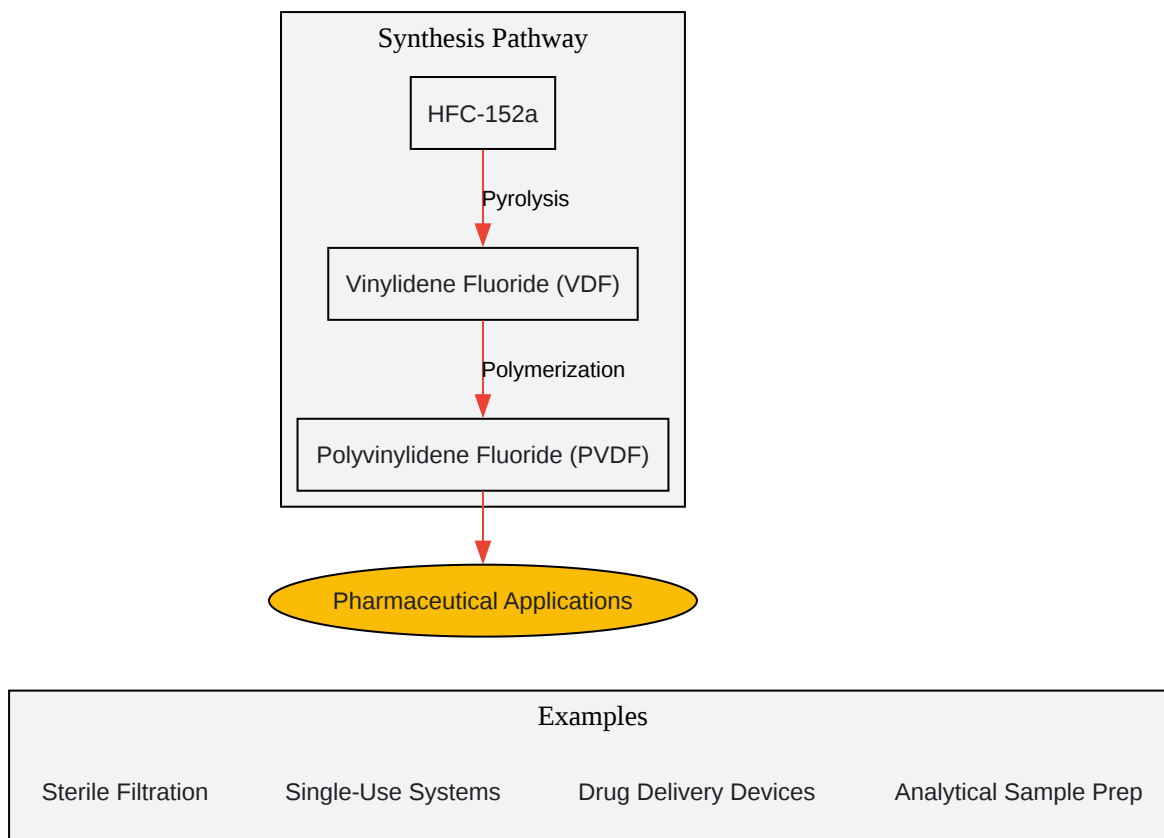 Synthesis Pathway
HFC-152a
Pyrolysis
Vinylidene Fluoride (VDF)
Polymerization
Polyvinylidene Fluoride (PVDF)
Pharmaceutical Applications
Examples
Sterile Filtration
Single-Use Systems
Drug Delivery Devices
Analytical Sample Prep